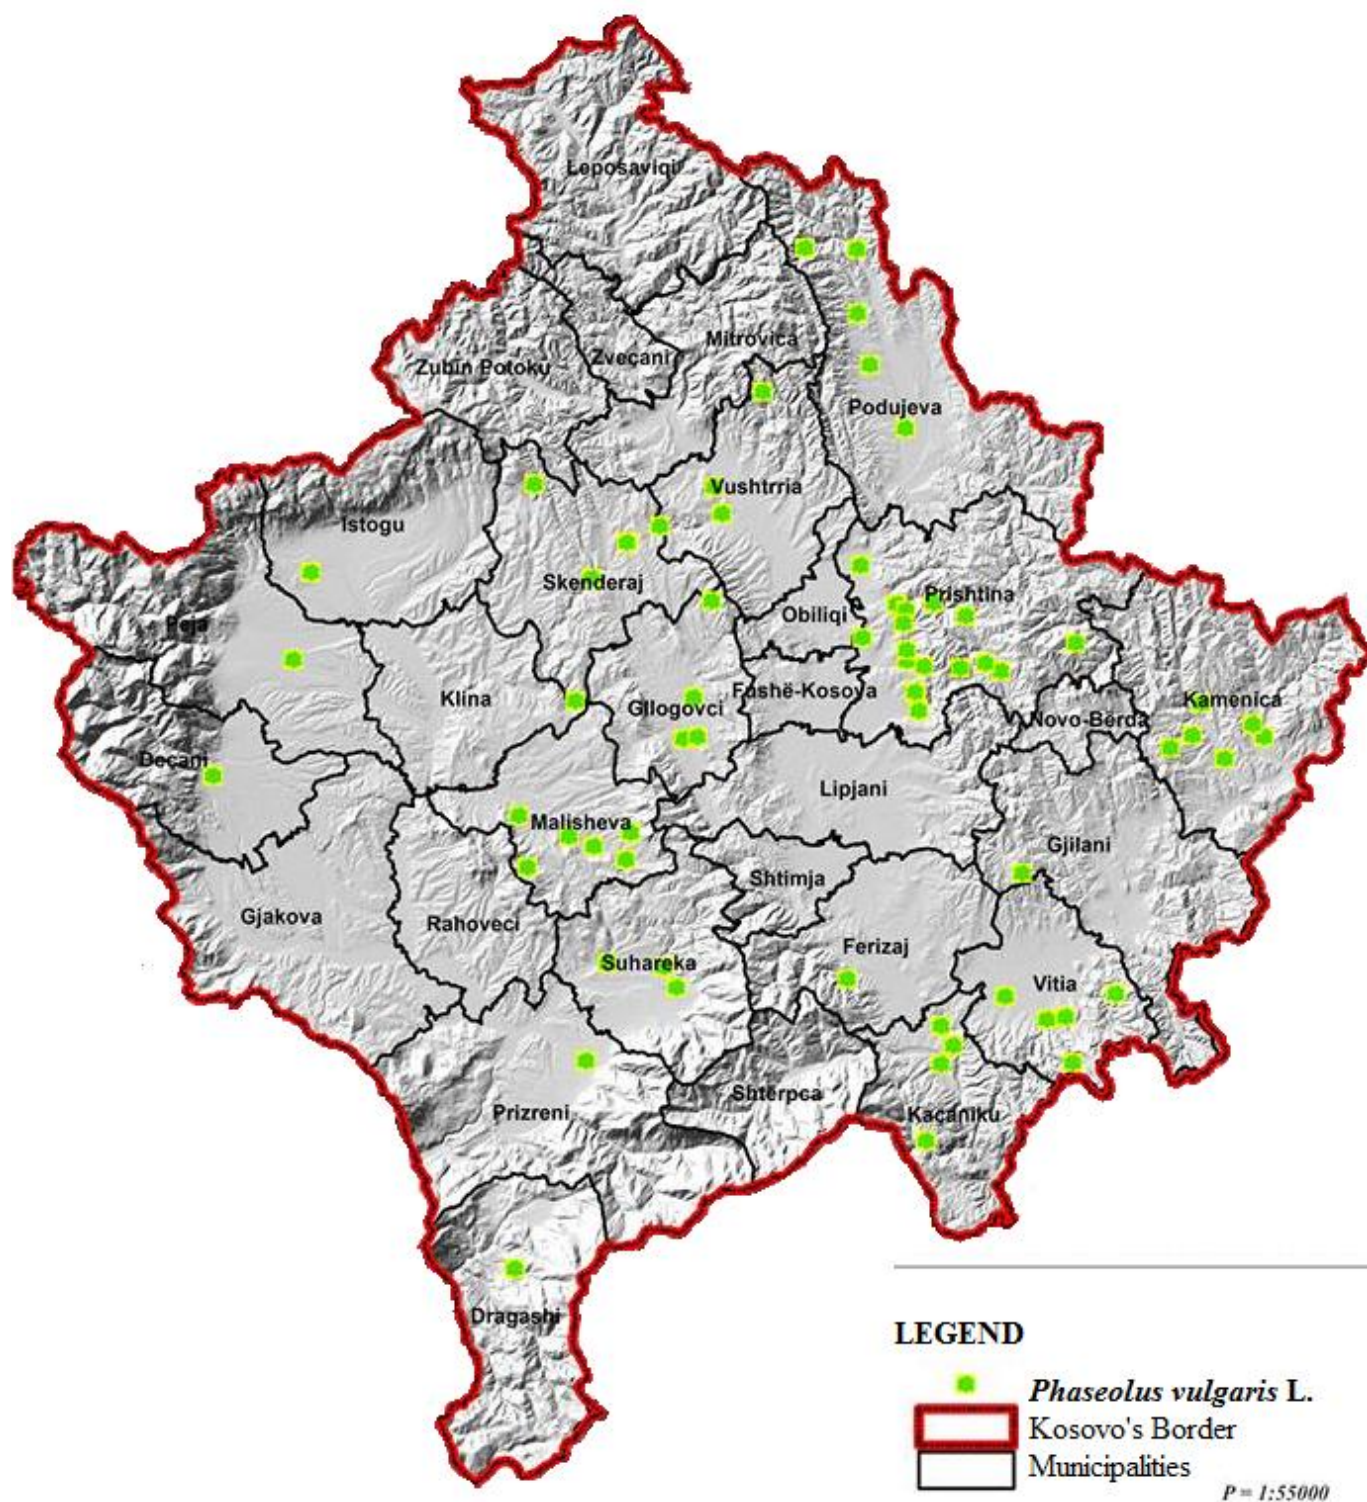 Leposaviqi
Mitrovica
Zveçani
Zubin Potoku
Podujeva
Vushtrria
Istogu
Skenderaj
Prishtina
Obiliqi
Peja
Klina
Gllogovci
Fushë-Kosova
Kamenica
Novo-Bërda
Deçani
Lipjani
Malisheva
Gjilani
Shtimja
Gjakova
Rahoveci
Ferizaj
Suhareka
Vitia
Shtërpca
Prizreni
Kaçaniku
Dragashi
LEGEND
Phaseolus vulgaris L.
Kosovo's Border
Municipalities
P = 1:55000